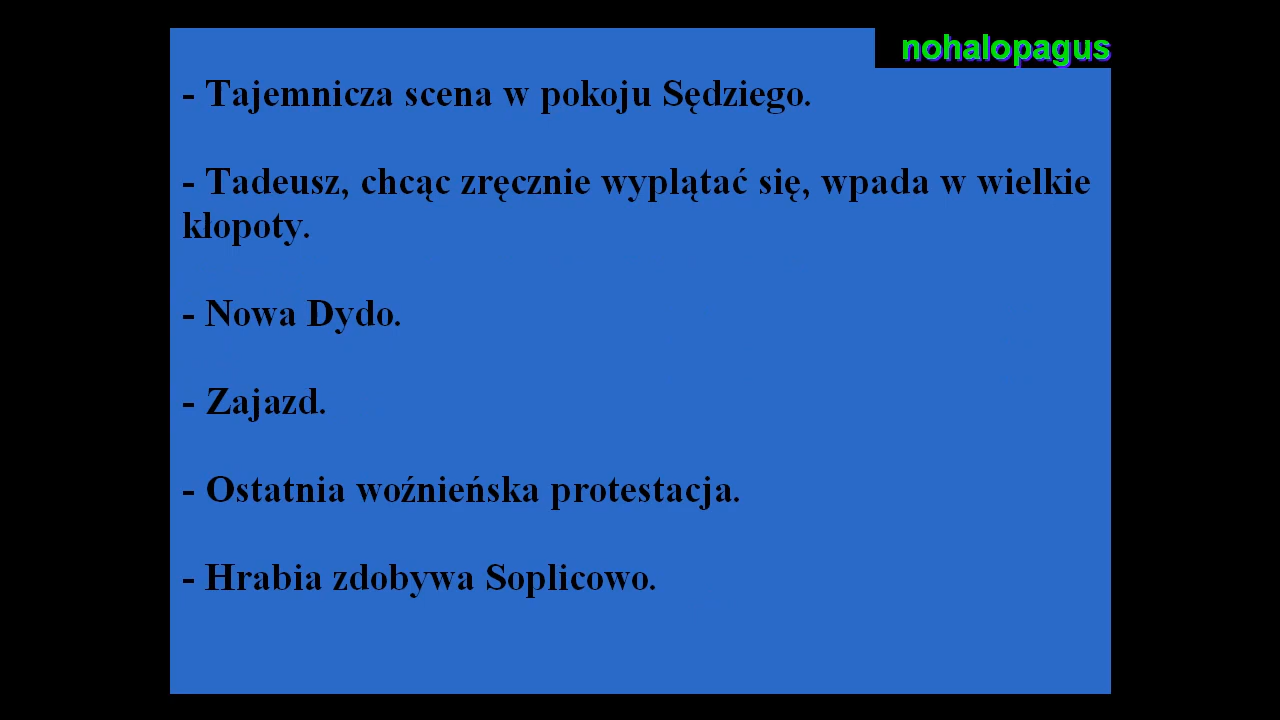 nohalopagus
- Tajemnicza scena w pokoju Sędziego.
- Tadeusz, chcąc zręcznie wyplątać się, wpada w wielkie
kłopoty.
- Nowa Dydo.
- Zajazd.
- Ostatnia woźnieńska protestacja.
- Hrabia zdobywa Soplicowo.